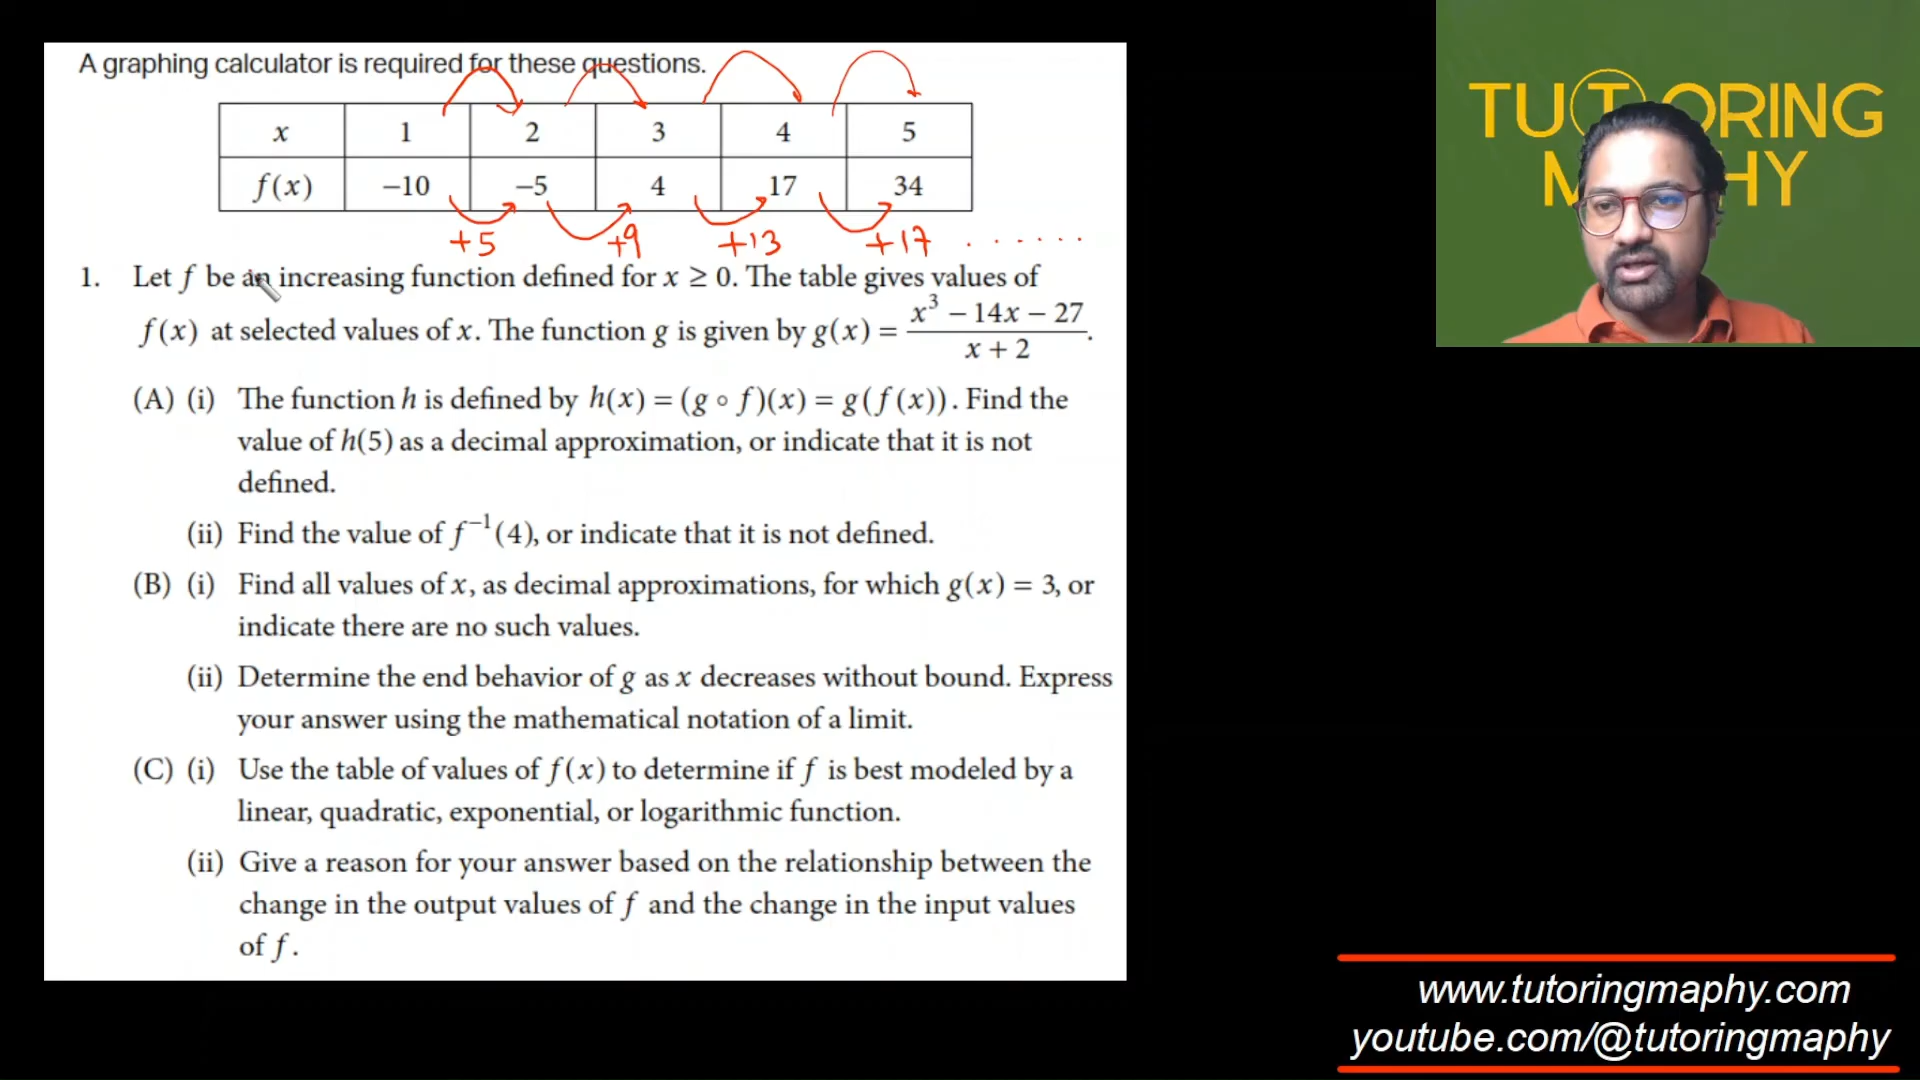 A graphing calculator is required for these questions.
x 1 2 3 4 5
f(x) −10 −5 4 17 34
+5 +9 +13 +17 . . . . . .
1. Let f be an increasing function defined for x ≥ 0. The table gives values of
f(x) at selected values of x. The function g is given by g(x) = (x³ − 14x − 27)/(x + 2).
(A) (i) The function h is defined by h(x) = (g ∘ f)(x) = g(f(x)). Find the
value of h(5) as a decimal approximation, or indicate that it is not
defined.
(ii) Find the value of f⁻¹(4), or indicate that it is not defined.
(B) (i) Find all values of x, as decimal approximations, for which g(x) = 3, or
indicate there are no such values.
(ii) Determine the end behavior of g as x decreases without bound. Express
your answer using the mathematical notation of a limit.
(C) (i) Use the table of values of f(x) to determine if f is best modeled by a
linear, quadratic, exponential, or logarithmic function.
(ii) Give a reason for your answer based on the relationship between the
change in the output values of f and the change in the input values
of f.
TUTORING
M HY
www.tutoringmaphy.com
youtube.com/@tutoringmaphy